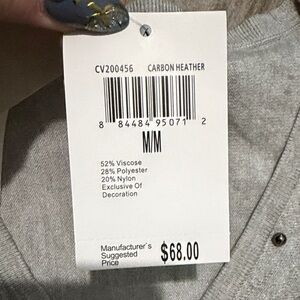 CV200456 CARBON HEATHER
8 84484 95071 2
M/M
52% Viscose
28% Polyester
20% Nylon
Exclusive Of
Decoration
Manufacturer's
Suggested
Price $68.00